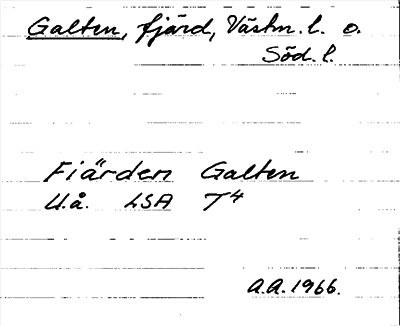 Galten, fjärd, Västm. l. o.
Söd. l.
Fiärden Galten
U.å. LSA T4
A.A. 1966.